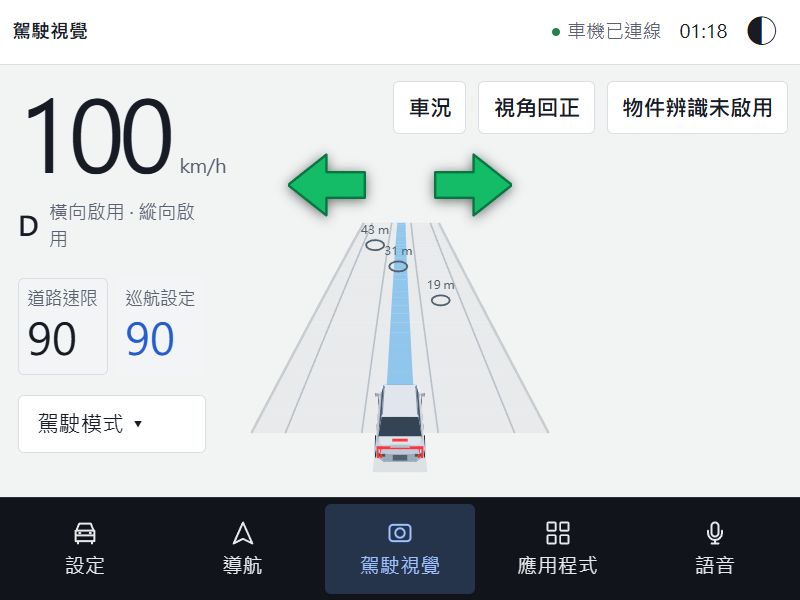 駕駛視覺
車機已連線 01:18
100 km/h
車況
視角回正
物件辨識未啟用
D
橫向啟用 · 縱向啟
用
43 m
31 m
19 m
道路速限
90
巡航設定
90
駕駛模式
設定
導航
駕駛視覺
應用程式
語音